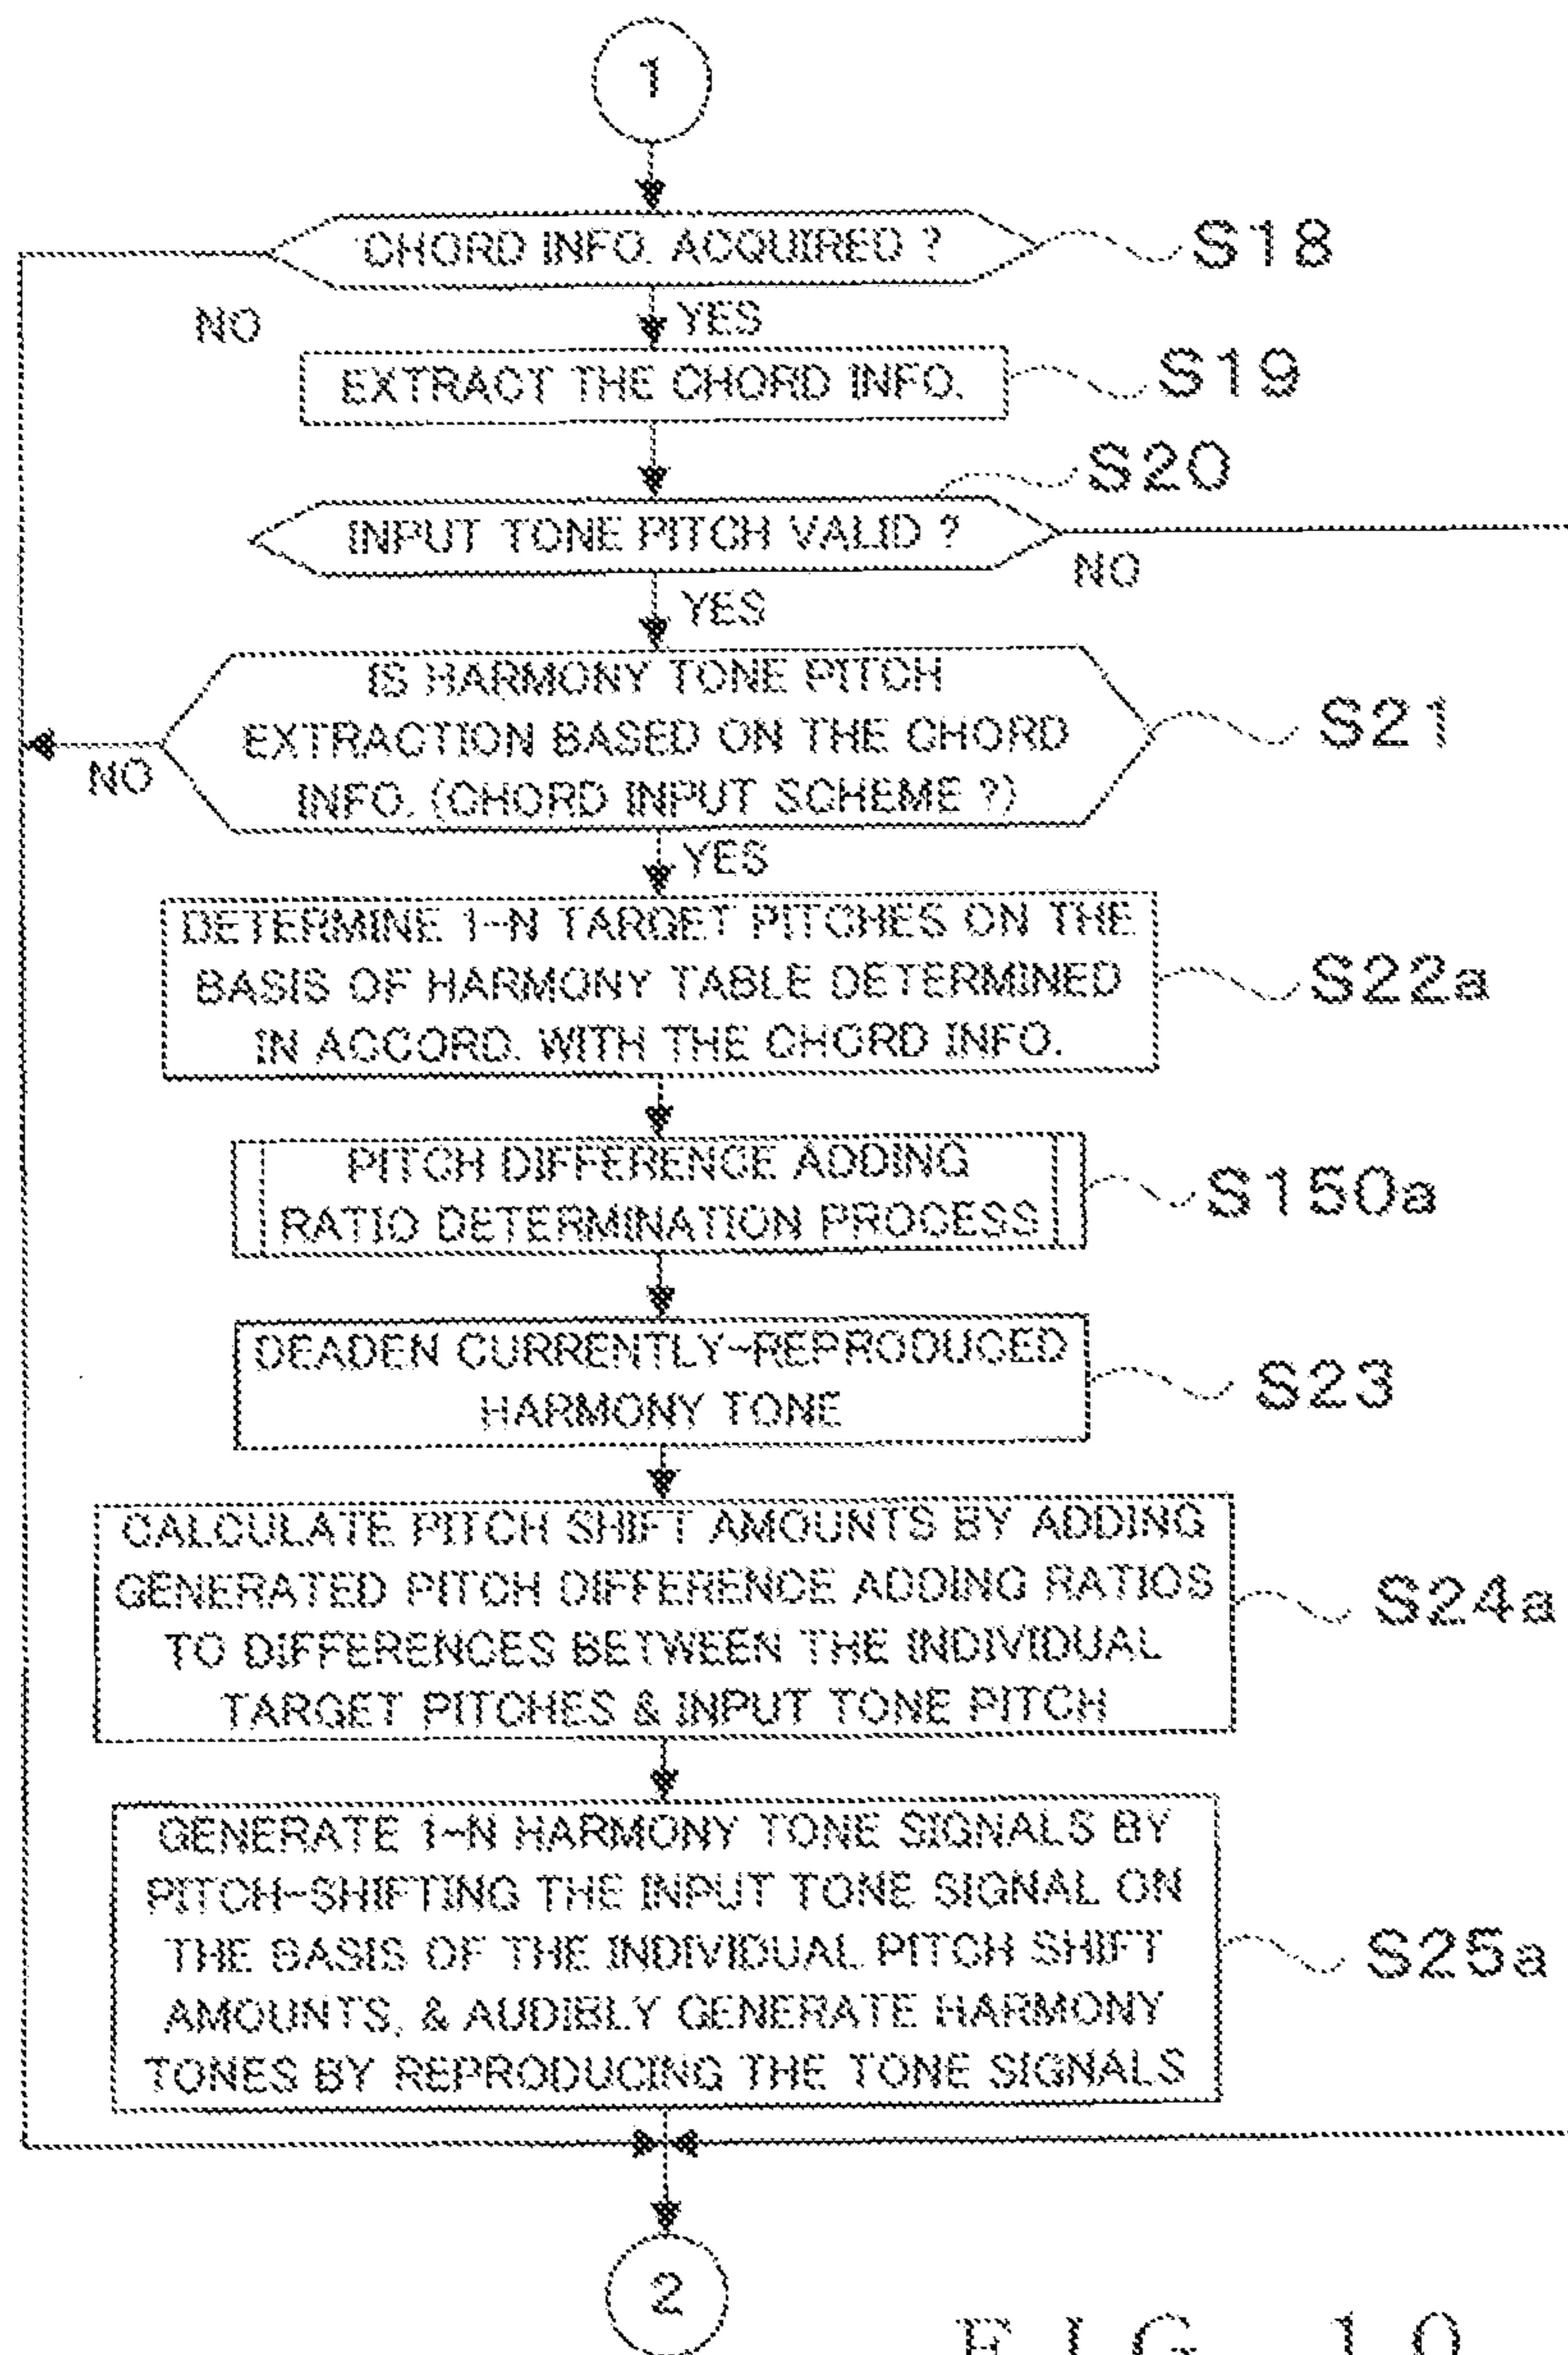 1
CHORD INFO. ACQUIRED ?
S18
NO
YES
EXTRACT THE CHORD INFO.
S19
S20
INPUT TONE PITCH VALID ?
NO
YES
IS HARMONY TONE PITCH
EXTRACTION BASED ON THE CHORD
INFO. (CHORD INPUT SCHEME ?)
S21
NO
YES
DETERMINE 1~N TARGET PITCHES ON THE
BASIS OF HARMONY TABLE DETERMINED
IN ACCORD. WITH THE CHORD INFO.
S22a
PITCH DIFFERENCE ADDING
RATIO DETERMINATION PROCESS
S150a
DEADEN CURRENTLY-REPRODUCED
HARMONY TONE
S23
CALCULATE PITCH SHIFT AMOUNTS BY ADDING
GENERATED PITCH DIFFERENCE ADDING RATIOS
TO DIFFERENCES BETWEEN THE INDIVIDUAL
TARGET PITCHES & INPUT TONE PITCH
S24a
GENERATE 1~N HARMONY TONE SIGNALS BY
PITCH-SHIFTING THE INPUT TONE SIGNAL ON
THE BASIS OF THE INDIVIDUAL PITCH SHIFT
AMOUNTS, & AUDIBLY GENERATE HARMONY
TONES BY REPRODUCING THE TONE SIGNALS
S25a
2
FIG. 10